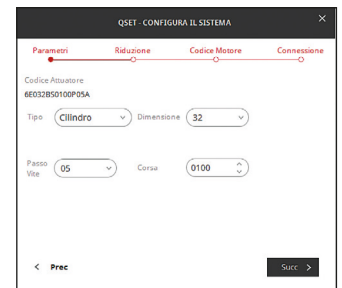 QSET - CONFIGURA IL SISTEMA ×
Parametri Riduzione Codice Motore Connessione
Codice Attuatore
6E032BS0100P05A
Tipo Cilindro Dimensione 32
Passo Vite 05 Corsa 0100
< Prec Succ >